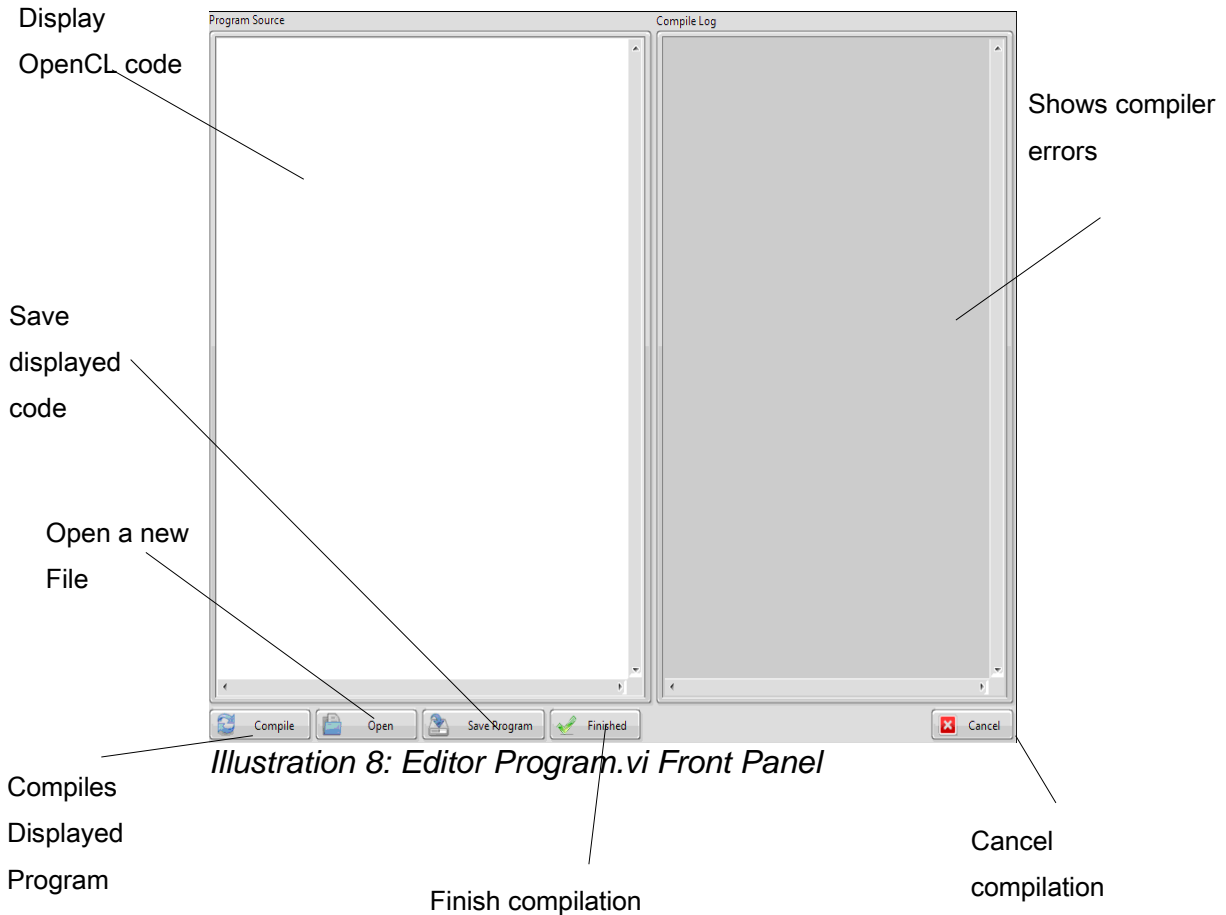 Display
OpenCL code
Program Source
Compile Log
Shows compiler
errors
Save
displayed
code
Open a new
File
Compile
Open
Save Program
Finished
Cancel
Illustration 8: Editor Program.vi Front Panel
Compiles
Displayed
Program
Finish compilation
Cancel
compilation